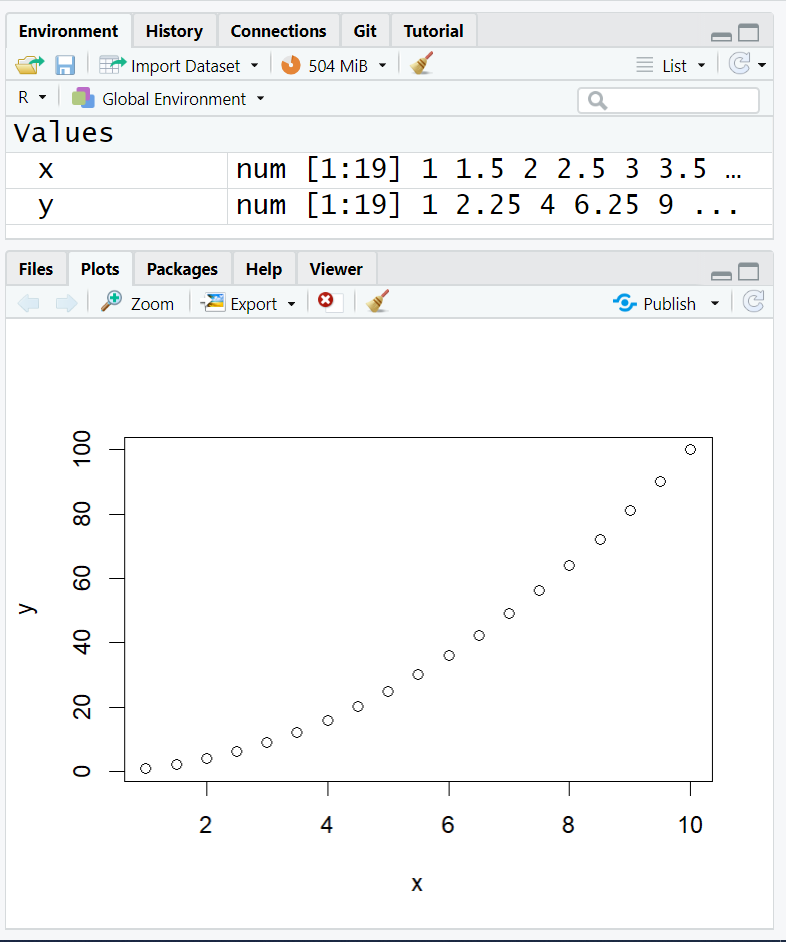 Environment History Connections Git Tutorial
Import Dataset 504 MiB List
R Global Environment
Values
x num [1:19] 1 1.5 2 2.5 3 3.5 …
y num [1:19] 1 2.25 4 6.25 9 ...
Files Plots Packages Help Viewer
Zoom Export Publish
100
80
60
40
20
0
y
2 4 6 8 10
x